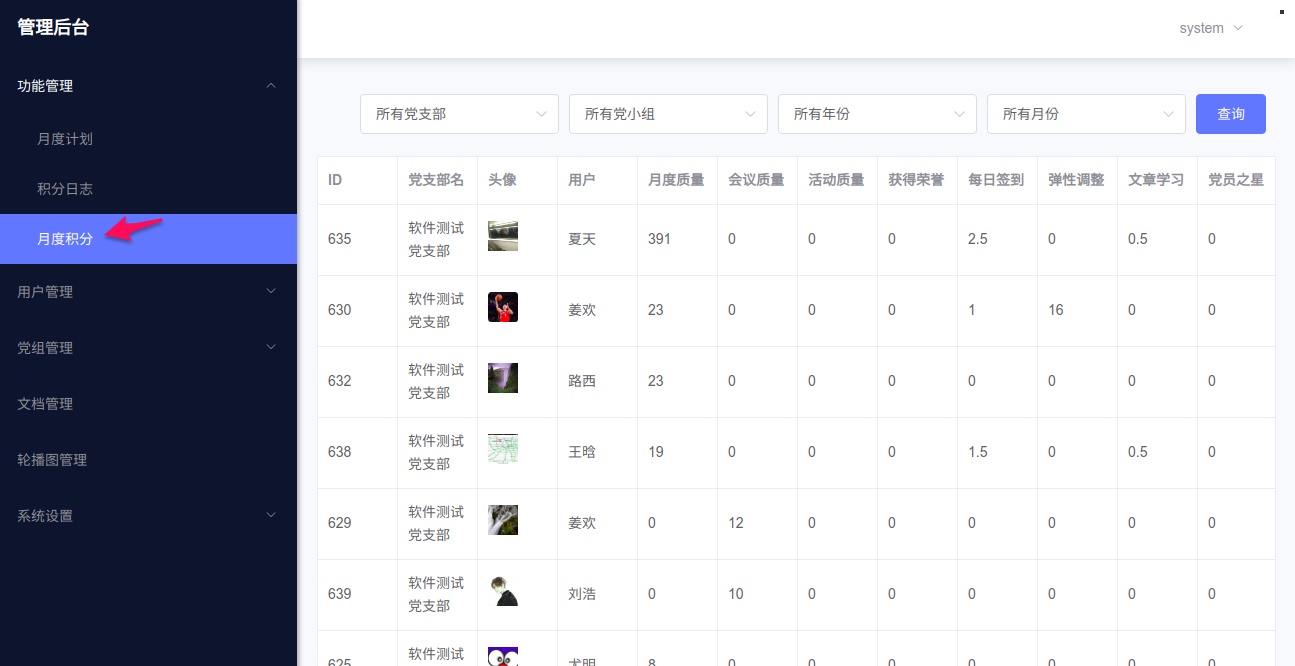 管理后台
system
功能管理
月度计划
积分日志
月度积分
用户管理
党组管理
文档管理
轮播图管理
系统设置
所有党支部 所有党小组 所有年份 所有月份 查询
ID 党支部名 头像 用户 月度质量 会议质量 活动质量 获得荣誉 每日签到 弹性调整 文章学习 党员之星
635 软件测试 夏天 391 0 0 0 2.5 0 0.5 0
党支部
630 软件测试 姜欢 23 0 0 0 1 16 0 0
党支部
632 软件测试 路西 23 0 0 0 0 0 0 0
党支部
638 软件测试 王晗 19 0 0 0 1.5 0 0.5 0
党支部
629 软件测试 姜欢 0 12 0 0 0 0 0 0
党支部
639 软件测试 刘浩 0 10 0 0 0 0 0 0
党支部
软件测试
625 8 0 0 0 0 0 0 0